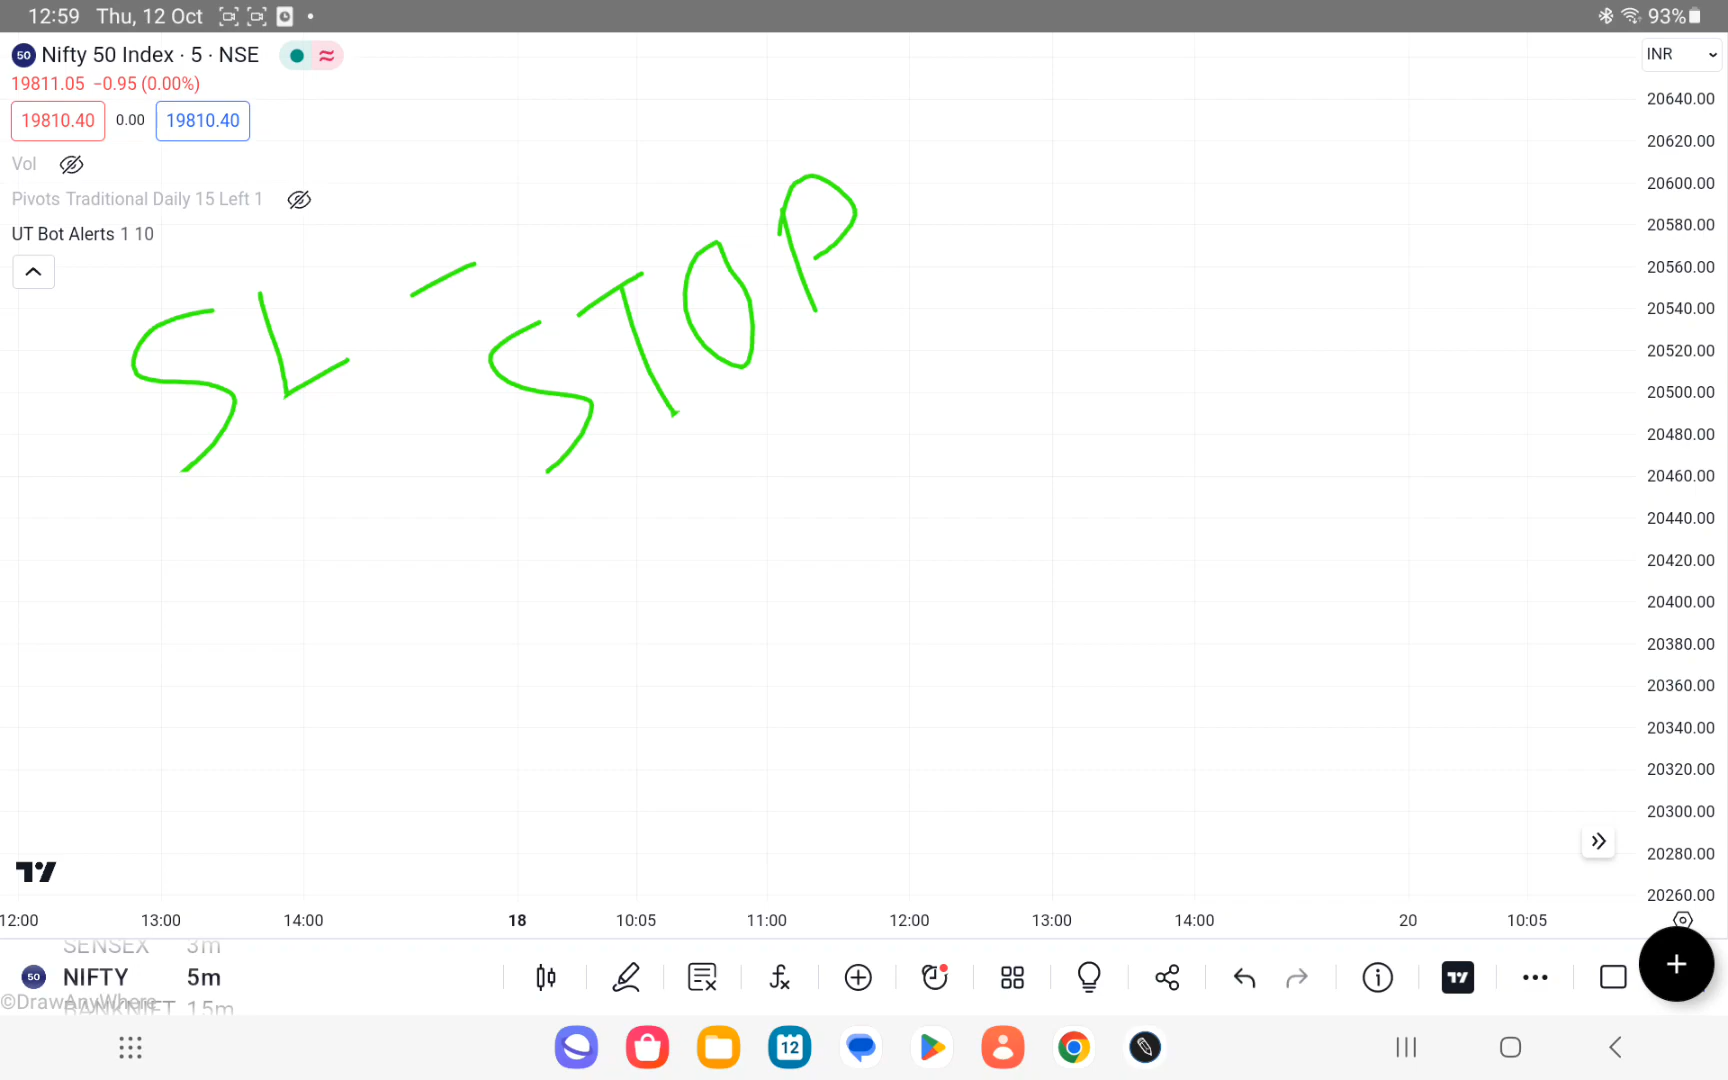 12:59 Thu, 12 Oct 93%
50 Nifty 50 Index · 5 · NSE INR
19811.05 −0.95 (0.00%)
19810.40 0.00 19810.40
Vol
Pivots Traditional Daily 15 Left 1
UT Bot Alerts 1 10
SL - STOP
20640.00
20620.00
20600.00
20580.00
20560.00
20540.00
20520.00
20500.00
20480.00
20460.00
20440.00
20420.00
20400.00
20380.00
20360.00
20340.00
20320.00
20300.00
20280.00
20260.00
12:00 13:00 14:00 18 10:05 11:00 12:00 13:00 14:00 20 10:05
SENSEX 3m
50 NIFTY 5m
BANKNIFT 15m
©DrawAnyWhere
12